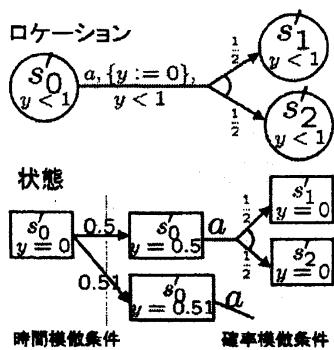 ロケーション
s'0
y < 1
a, {y := 0},
y < 1
1/2
1/2
s'1
y < 1
s'2
y < 1
状態
s'0
y = 0
0.5
0.51
s'0
y = 0.5
a
s'0
y = 0.51
a
1/2
1/2
s'1
y = 0
s'2
y = 0
時間模倣条件
確率模倣条件